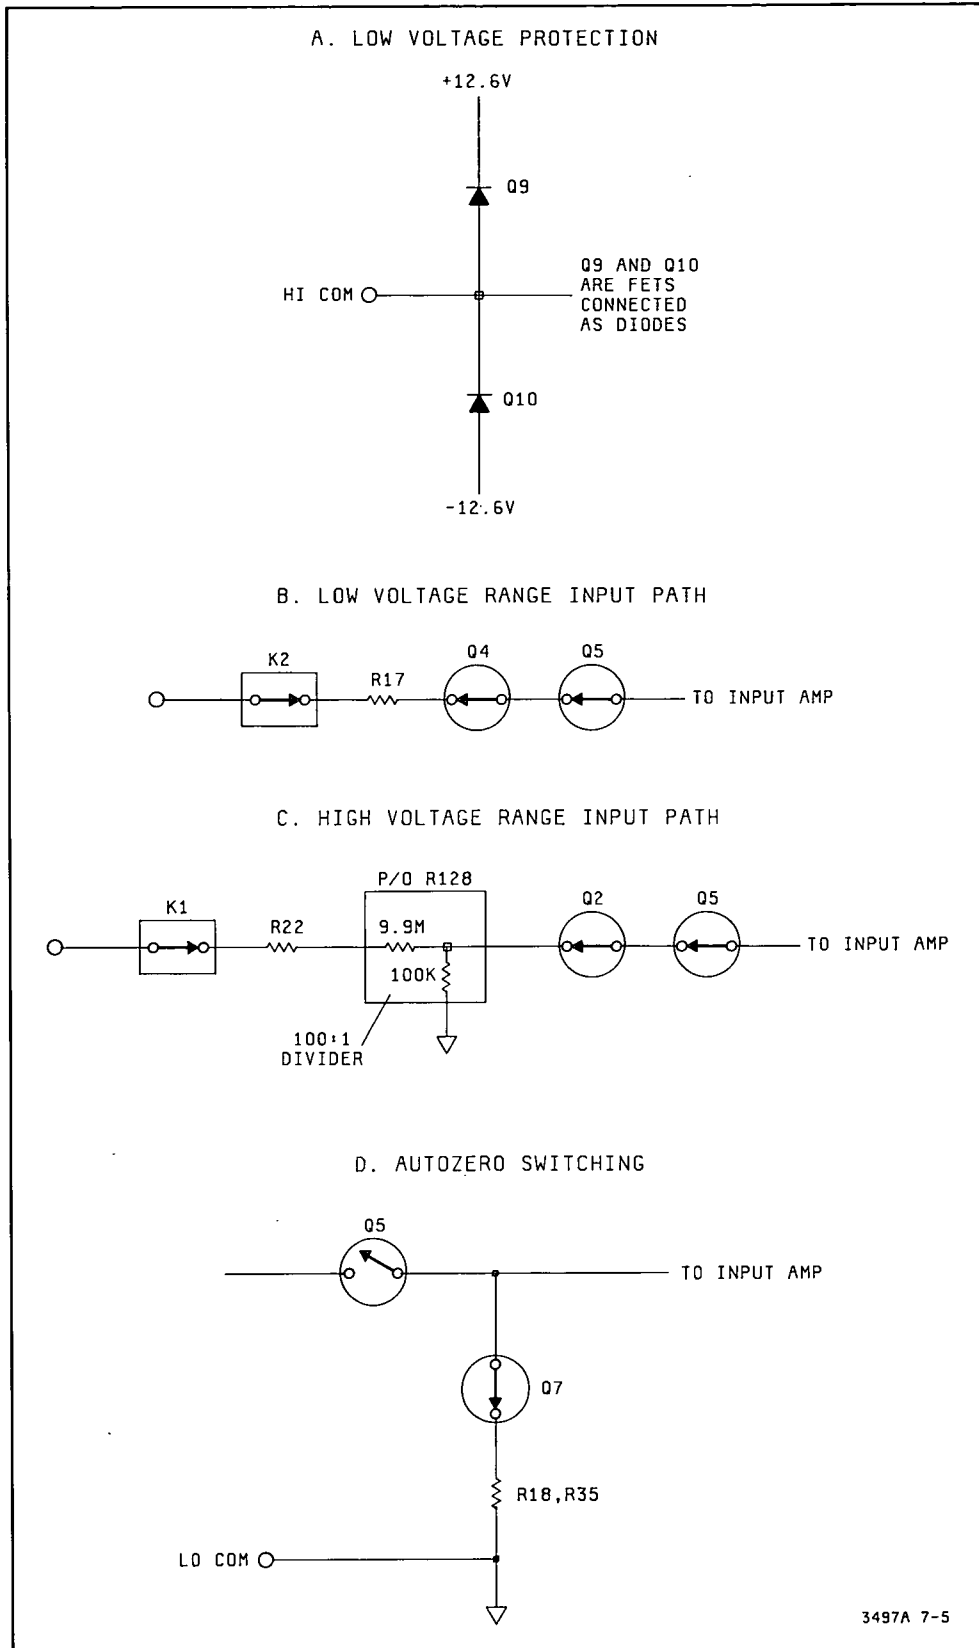 A. LOW VOLTAGE PROTECTION
+12.6V
Q9
HI COM
Q9 AND Q10
ARE FETS
CONNECTED
AS DIODES
Q10
-12.6V
B. LOW VOLTAGE RANGE INPUT PATH
K2
R17
Q4
Q5
TO INPUT AMP
C. HIGH VOLTAGE RANGE INPUT PATH
P/O R128
K1
R22
9.9M
100K
Q2
Q5
TO INPUT AMP
100:1
DIVIDER
D. AUTOZERO SWITCHING
Q5
TO INPUT AMP
Q7
R18,R35
LO COM
3497A 7-5